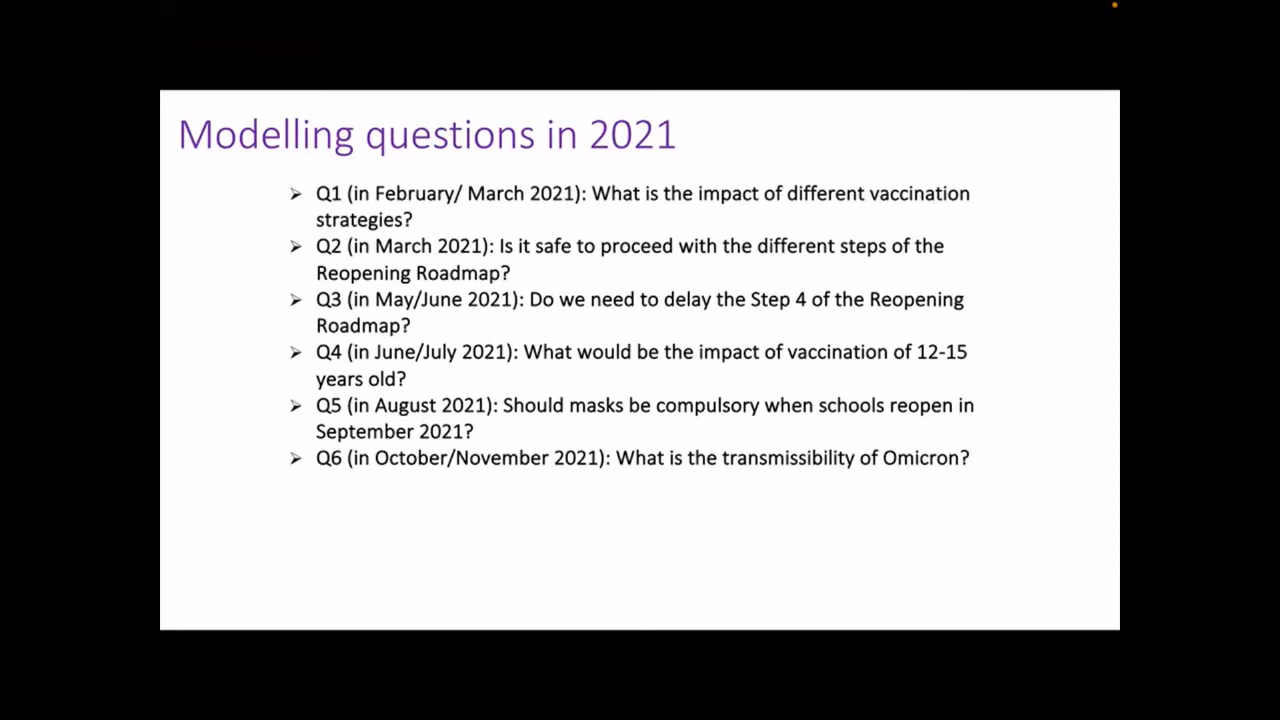 Modelling questions in 2021
➢ Q1 (in February/ March 2021): What is the impact of different vaccination
strategies?
➢ Q2 (in March 2021): Is it safe to proceed with the different steps of the
Reopening Roadmap?
➢ Q3 (in May/June 2021): Do we need to delay the Step 4 of the Reopening
Roadmap?
➢ Q4 (in June/July 2021): What would be the impact of vaccination of 12-15
years old?
➢ Q5 (in August 2021): Should masks be compulsory when schools reopen in
September 2021?
➢ Q6 (in October/November 2021): What is the transmissibility of Omicron?